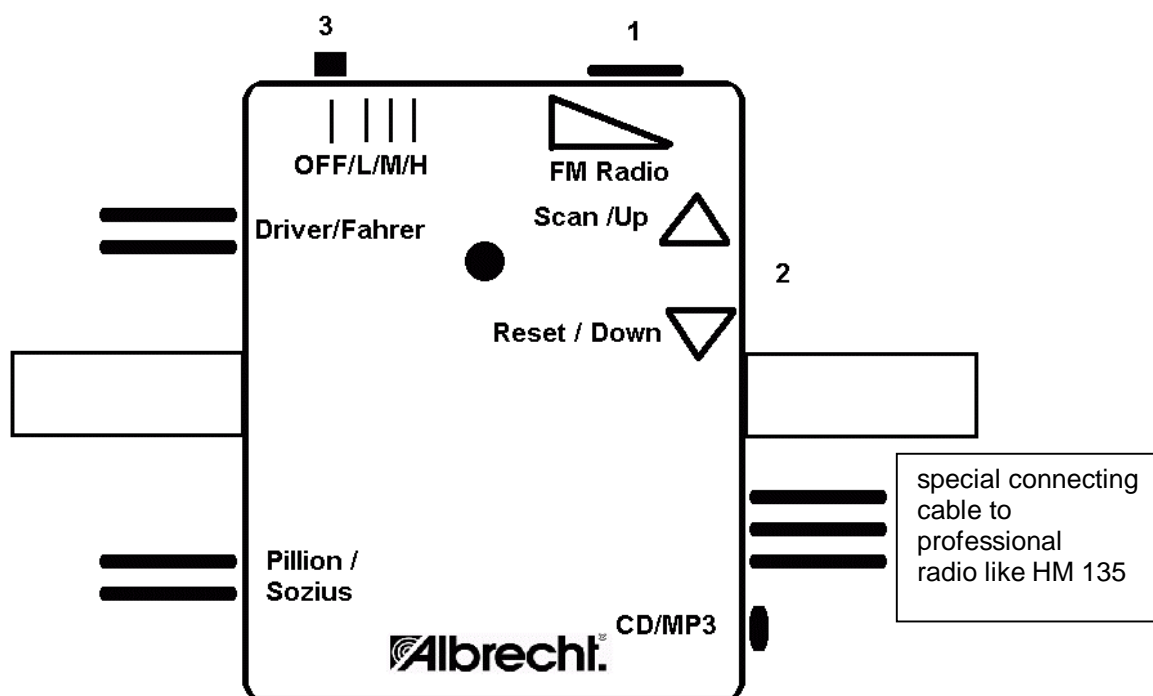 3
1
OFF/L/M/H
FM Radio
Scan /Up
Driver/Fahrer
2
Reset / Down
special connecting
cable to
professional
radio like HM 135
Pillion /
Sozius
CD/MP3
Albrecht.®